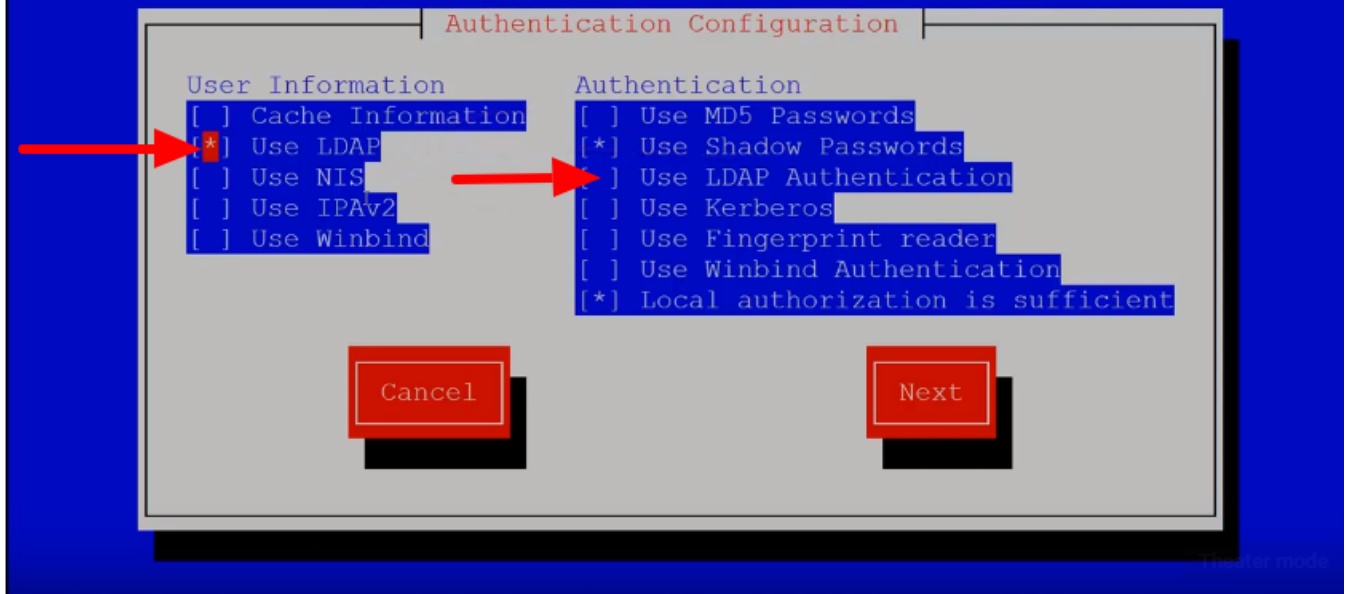 Authentication Configuration
User Information
[ ] Cache Information
[*] Use LDAP
[ ] Use NIS
[ ] Use IPAv2
[ ] Use Winbind
Authentication
[ ] Use MD5 Passwords
[*] Use Shadow Passwords
[ ] Use LDAP Authentication
[ ] Use Kerberos
[ ] Use Fingerprint reader
[ ] Use Winbind Authentication
[*] Local authorization is sufficient
Cancel
Next
Theater mode